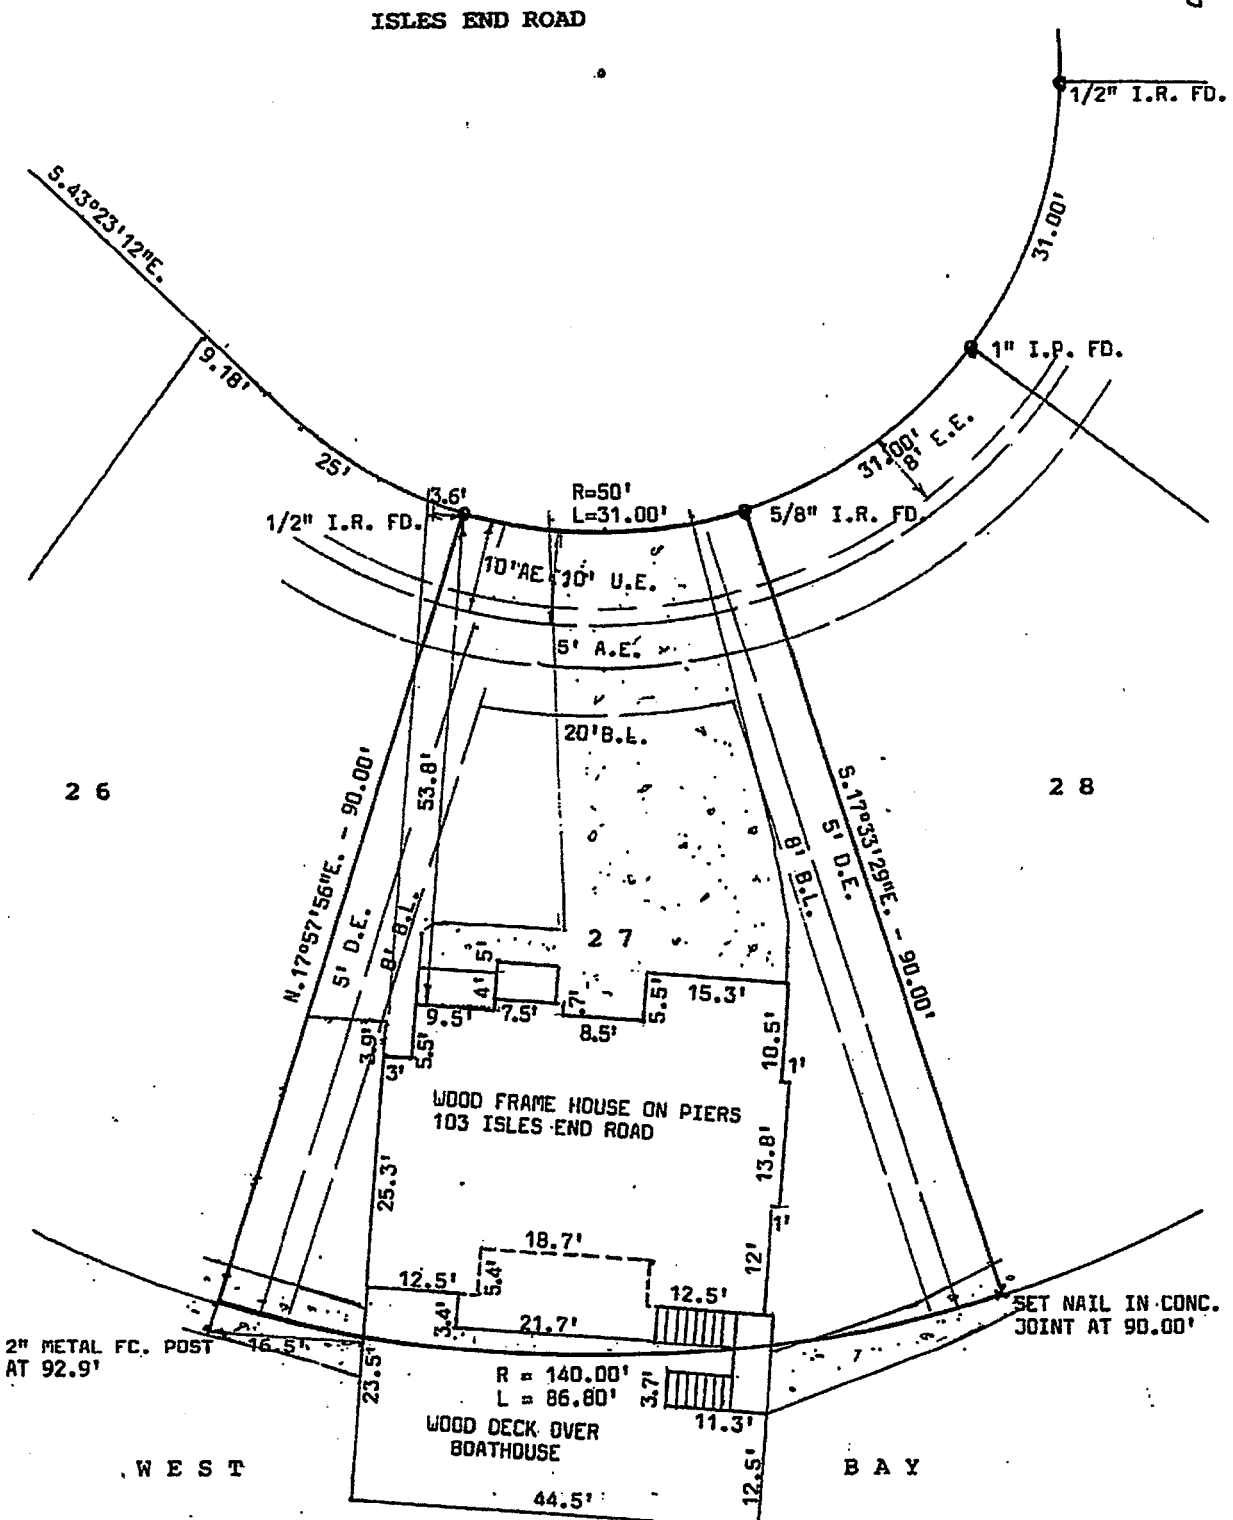 ISLES END ROAD
1/2" I.R. FD.
S.43°23'12"E.
31.00'
1" I.P. FD.
9.18'
31.00'
8' E.E.
25'
3.6'
R=50'
L=31.00'
1/2" I.R. FD.
5/8" I.R. FD.
10' AE
10' U.E.
5' A.E.
20' B.L.
53.8'
2 6
2 8
N.17°57'56"E. - 90.00'
S.17°33'29"E. - 90.00'
5' D.E.
8' B.L.
8' B.L.
5' D.E.
2 7
5'
4'
9.5'
7.5'
.7'
8.5'
5.5'
15.3'
10.5'
1'
3.9'
3'
5.5'
WOOD FRAME HOUSE ON PIERS
103 ISLES END ROAD
13.8'
25.3'
1'
18.7'
12'
12.5'
5.4'
12.5'
3.4'
21.7'
SET NAIL IN CONC.
JOINT AT 90.00'
2" METAL FC. POST
AT 92.9'
16.5'
23.5'
R = 140.00'
L = 86.80'
3.7'
11.3'
WOOD DECK OVER
BOATHOUSE
WEST
BAY
12.5'
44.5'